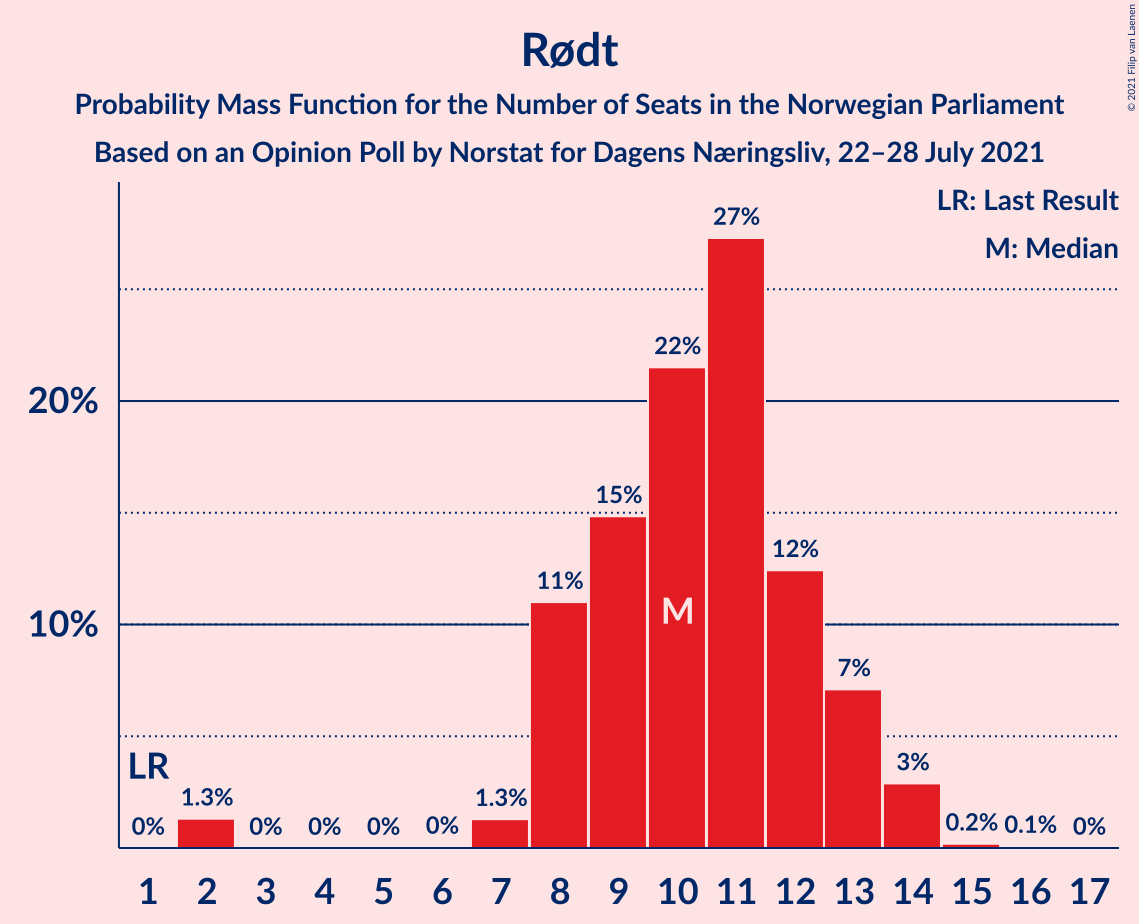 Rødt
Probability Mass Function for the Number of Seats in the Norwegian Parliament
Based on an Opinion Poll by Norstat for Dagens Næringsliv, 22–28 July 2021
© 2021 Filip van Laenen
LR: Last Result
M: Median
27%
22%
20%
15%
12%
11%
M
10%
7%
LR
3%
0% 1.3% 0% 0% 0% 0% 1.3% 0.2% 0.1% 0%
1 2 3 4 5 6 7 8 9 10 11 12 13 14 15 16 17